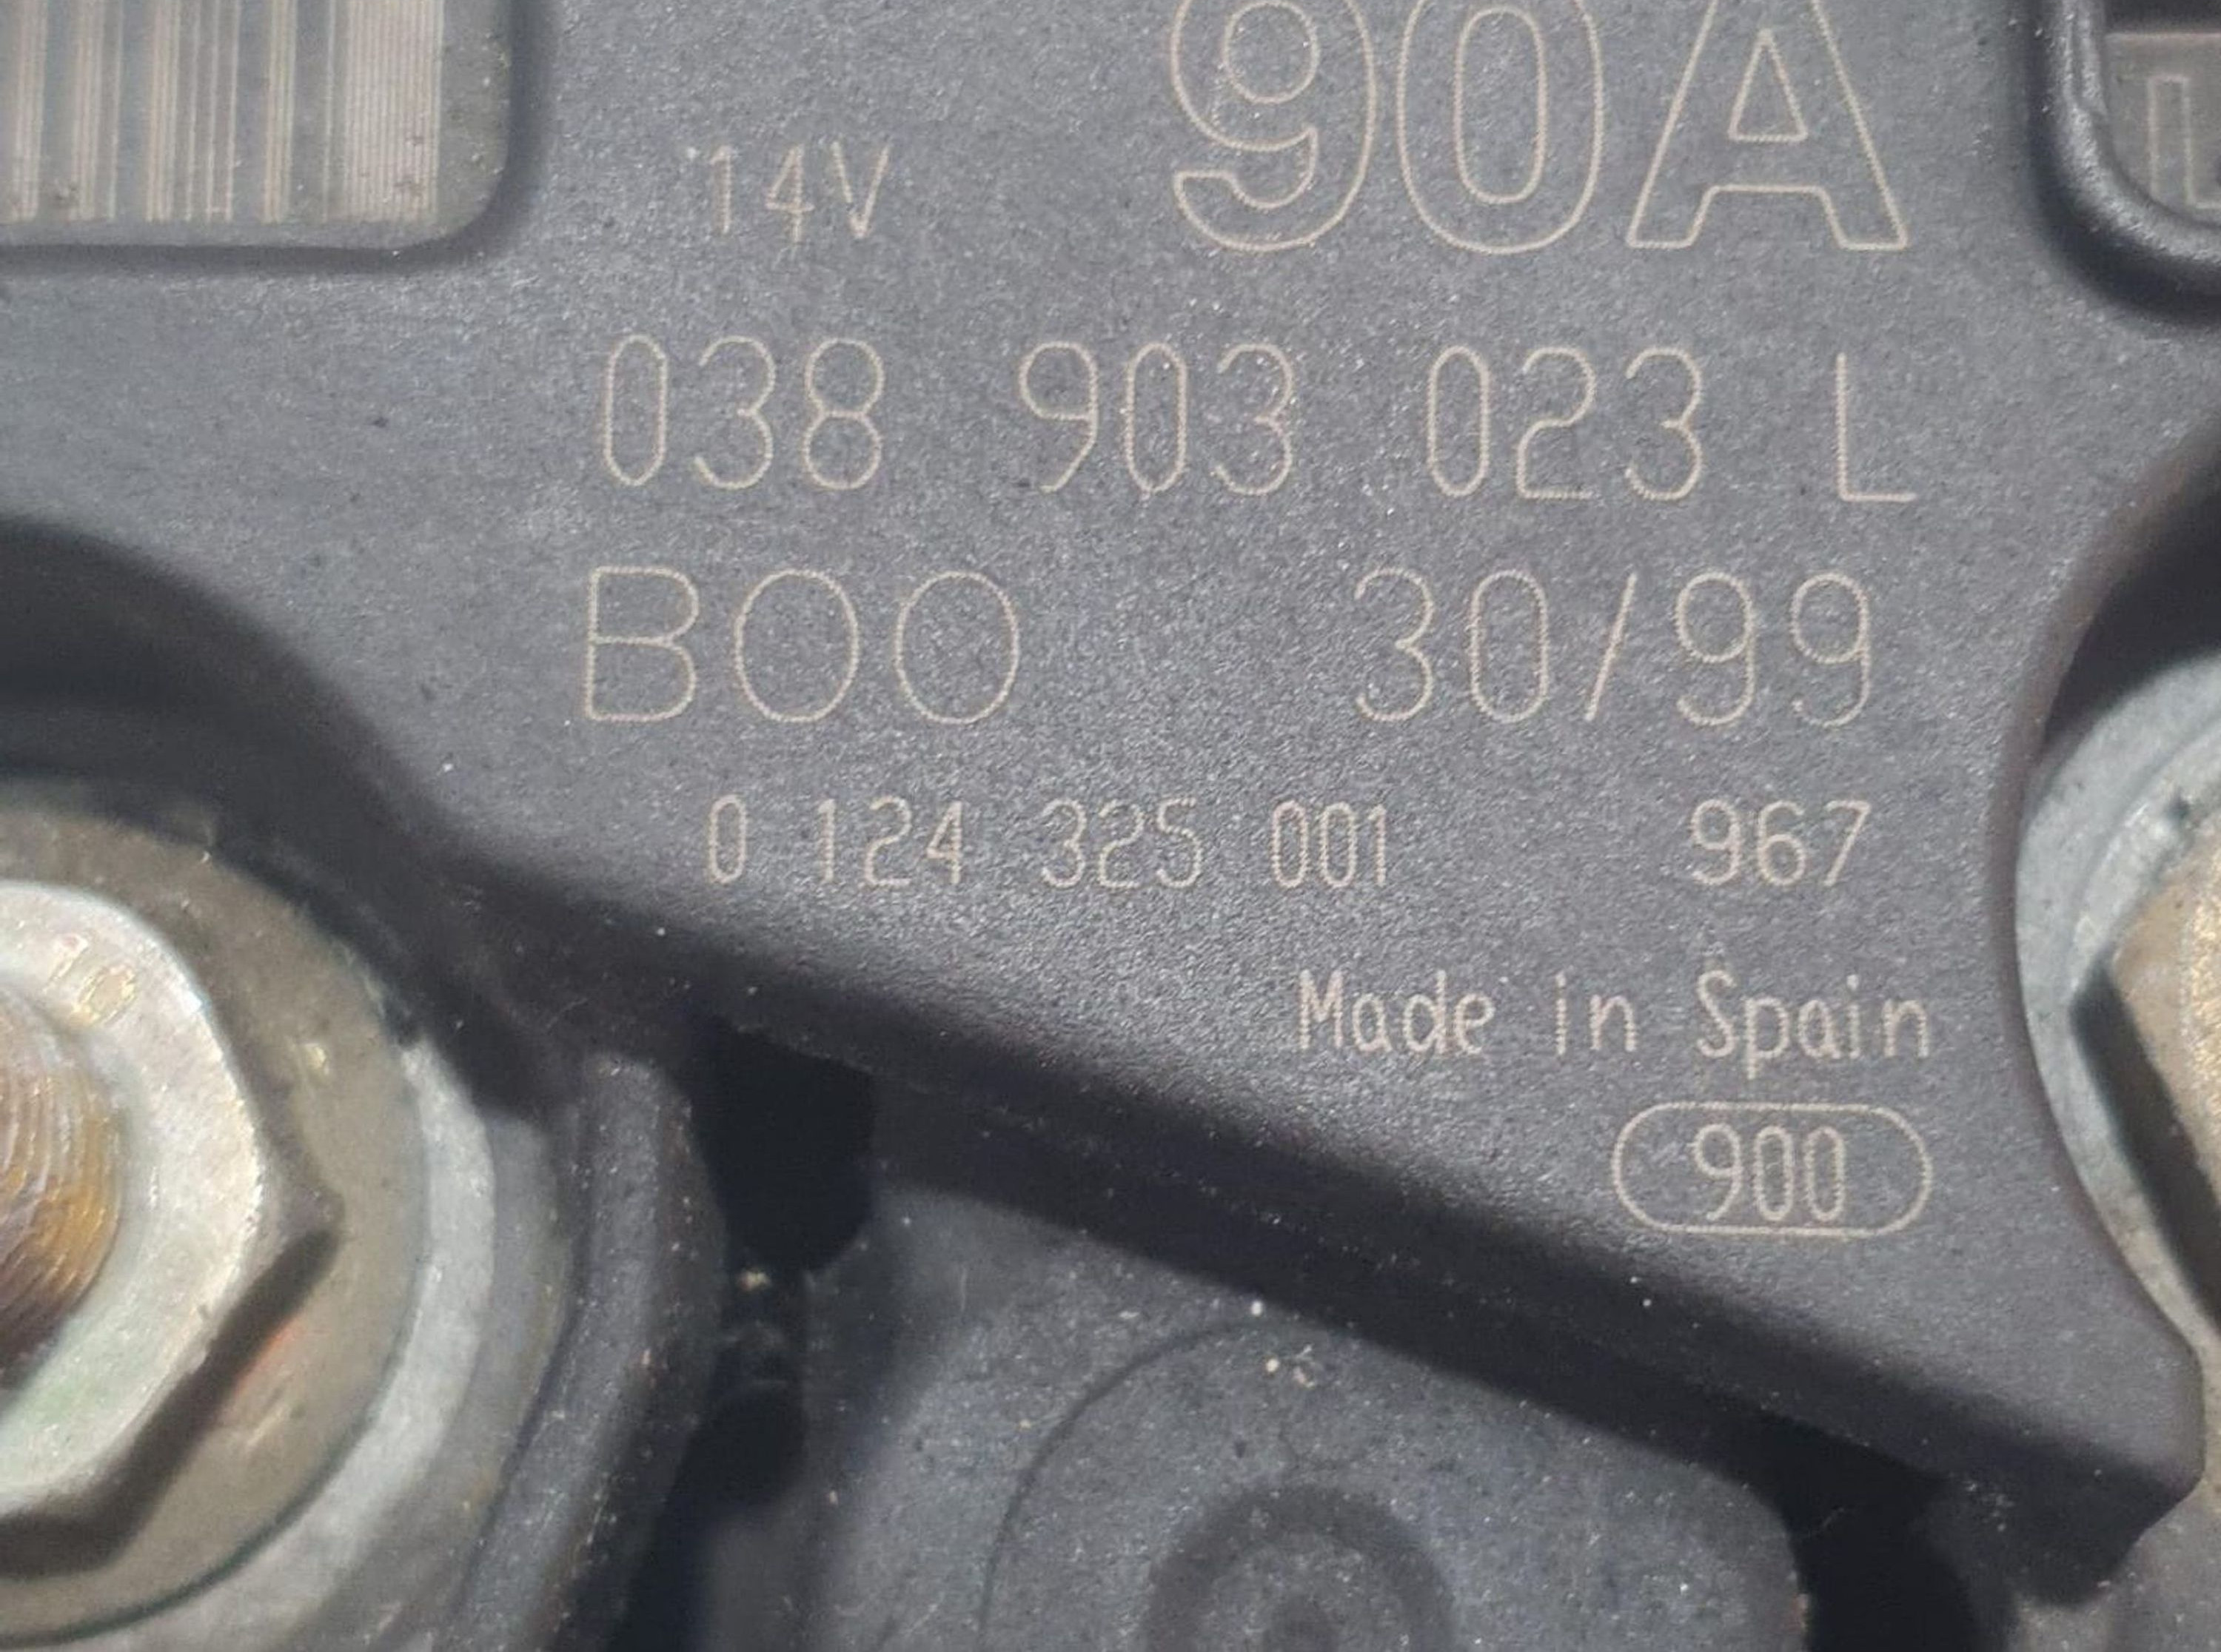 90A
14V
038 903 023 L
BOO 30/99
0 124 325 001 967
Made in Spain
900